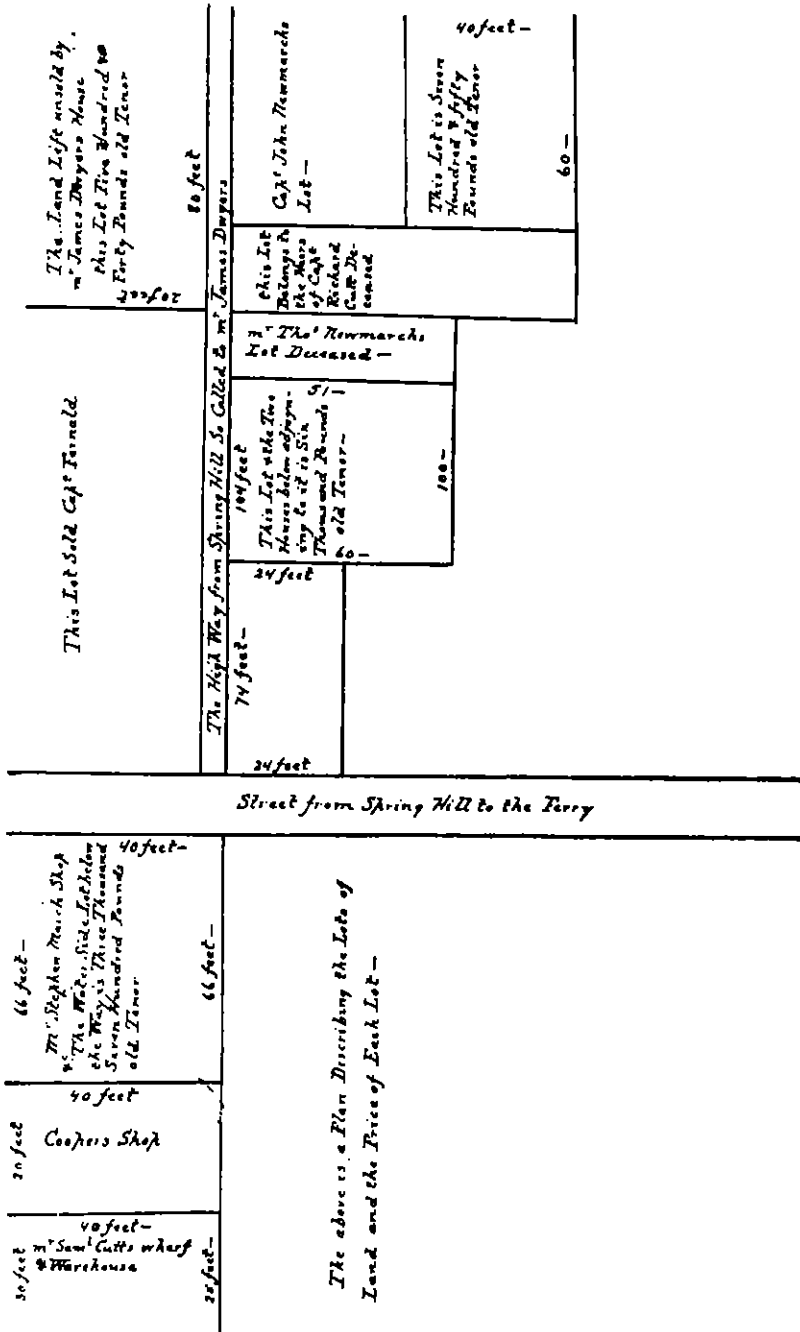 The Land Left unsold by
mr James Dwyers House
this Lot Five Hundred &
Forty Pounds old Tenor
80 feet
20 feet
This Lot Sold Capt Fernald
The High Way from Spring Hill So Called to mr James Dwyers
Capt John Newmarchs
Lot —
40 feet —
This Lot is Seven
Hundred & fifty
Pounds old Tenor
60 —
this Lot
Belongs to
the Heirs
of Capt
Richard
Cutt De-
ceased
mr Thos Newmarchs
Lot Deceased —
51 —
104 feet
This Lot & the Two
Houses below adjoyn-
ing to it is Six
Thousand Pounds
old Tenor —
60 —
100 —
24 feet
74 feet —
24 feet
Street from Spring Hill to the Ferry
40 feet —
66 feet —
Mr Stephen March Shop
&c The Water Side Lot below
the Way is Three Thousand
Seven Hundred Pounds
old Tenor
66 feet —
40 feet
20 feet
Coopers Shop
40 feet —
30 feet
mr Saml Cutts wharf
& Warehouse
25 feet —
The above is a Plan Describing the Lots of
Land and the Price of Each Lot —